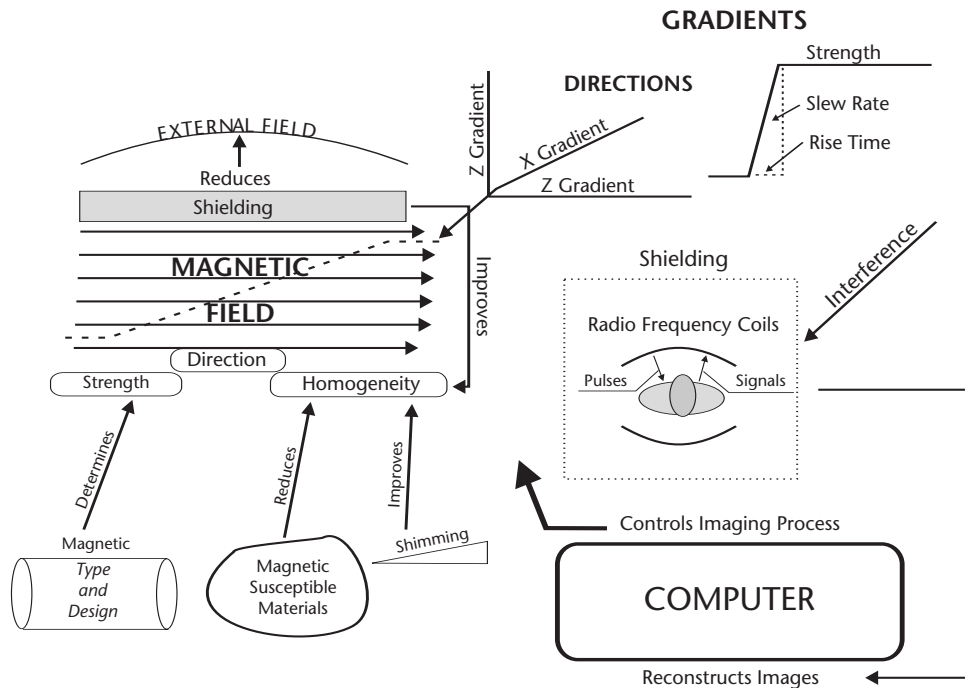 GRADIENTS
DIRECTIONS
Strength
Slew Rate
Rise Time
Z Gradient
X Gradient
Z Gradient
EXTERNAL FIELD
Reduces
Shielding
MAGNETIC
FIELD
Improves
Direction
Strength
Homogeneity
Determines
Reduces
Improves
Magnetic
Type
and
Design
Magnetic
Susceptible
Materials
Shimming
Shielding
Interference
Radio Frequency Coils
Pulses
Signals
Controls Imaging Process
COMPUTER
Reconstructs Images